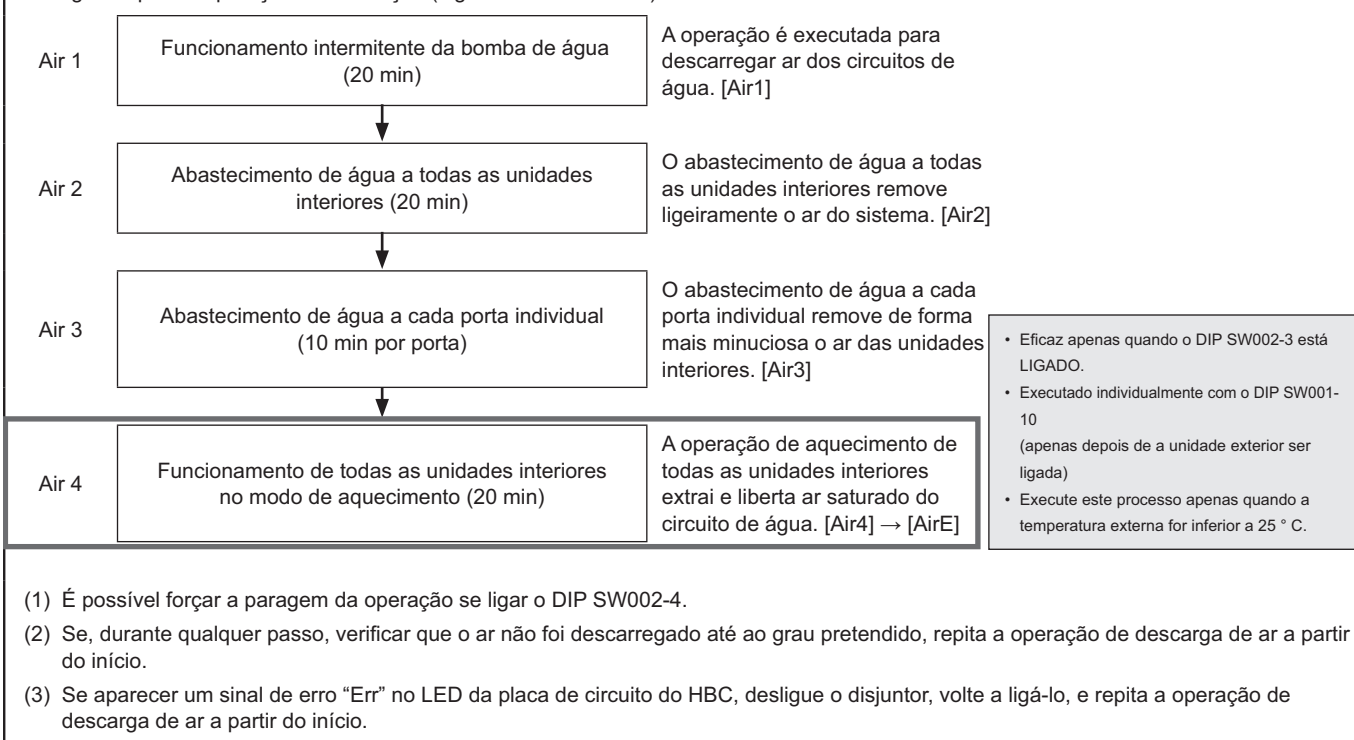 Air 1
Funcionamento intermitente da bomba de água
(20 min)
A operação é executada para
descarregar ar dos circuitos de
água. [Air1]
Air 2
Abastecimento de água a todas as unidades
interiores (20 min)
O abastecimento de água a todas
as unidades interiores remove
ligeiramente o ar do sistema. [Air2]
Air 3
Abastecimento de água a cada porta individual
(10 min por porta)
O abastecimento de água a cada
porta individual remove de forma
mais minuciosa o ar das unidades
interiores. [Air3]
Air 4
Funcionamento de todas as unidades interiores
no modo de aquecimento (20 min)
A operação de aquecimento de
todas as unidades interiores
extrai e liberta ar saturado do
circuito de água. [Air4] → [AirE]
• Eficaz apenas quando o DIP SW002-3 está
LIGADO.
• Executado individualmente com o DIP SW001-
10
(apenas depois de a unidade exterior ser
ligada)
• Execute este processo apenas quando a
temperatura externa for inferior a 25 ° C.
(1) É possível forçar a paragem da operação se ligar o DIP SW002-4.
(2) Se, durante qualquer passo, verificar que o ar não foi descarregado até ao grau pretendido, repita a operação de descarga de ar a partir
do início.
(3) Se aparecer um sinal de erro “Err” no LED da placa de circuito do HBC, desligue o disjuntor, volte a ligá-lo, e repita a operação de
descarga de ar a partir do início.